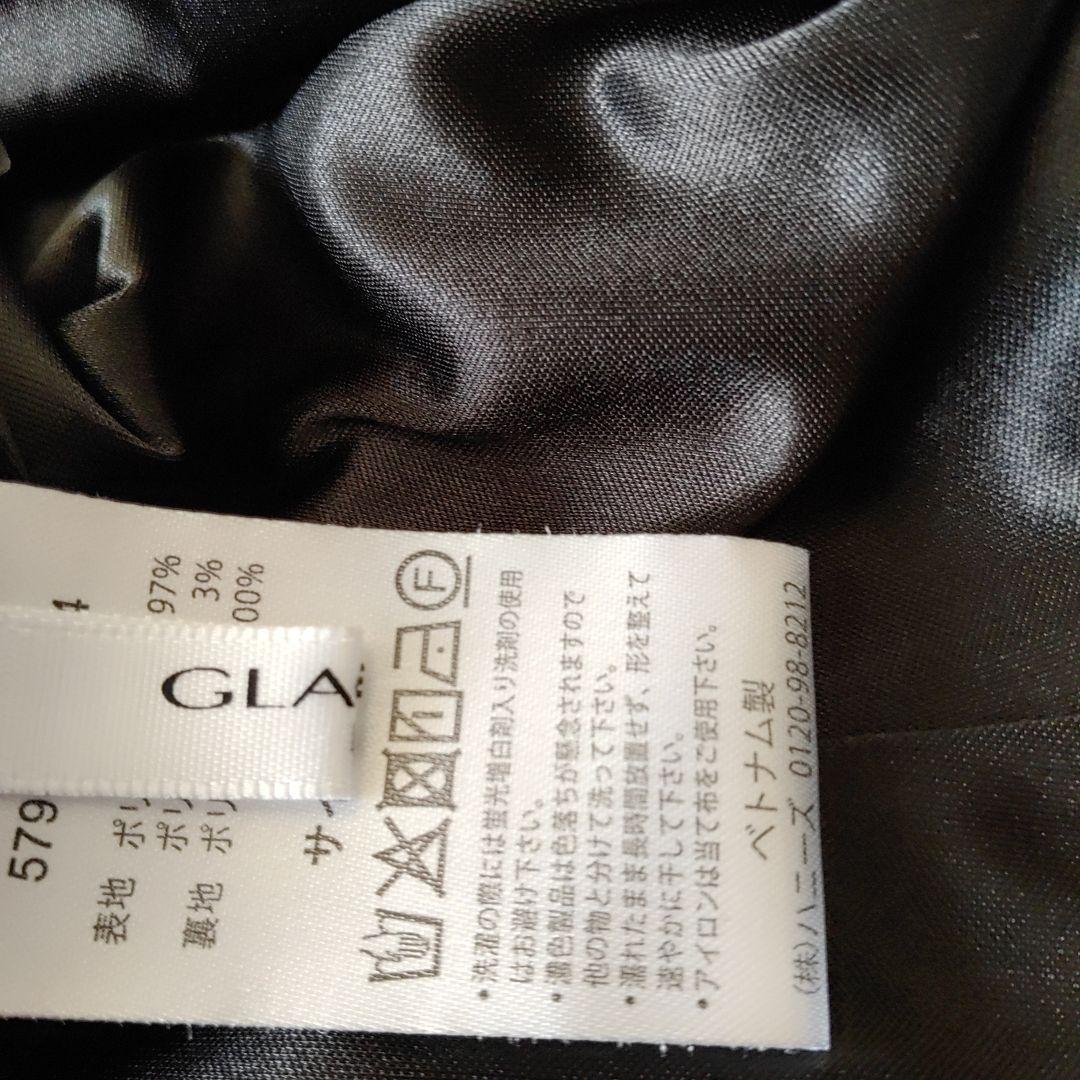 GLA
579
表地 ポリ 97%
ポリ 3%
裏地 ポリ 00%
サイ
F
・洗濯の際には蛍光増白剤入り洗剤の使用
はお避け下さい。
・濃色製品は色落ちが懸念されますので
他の物と分けて洗って下さい。
・濡れたまま長時間放置せず、形を整えて
速やかに干して下さい。
・アイロンは当て布をご使用下さい。
ベトナム製
(株)ハニーズ 0120-98-8212